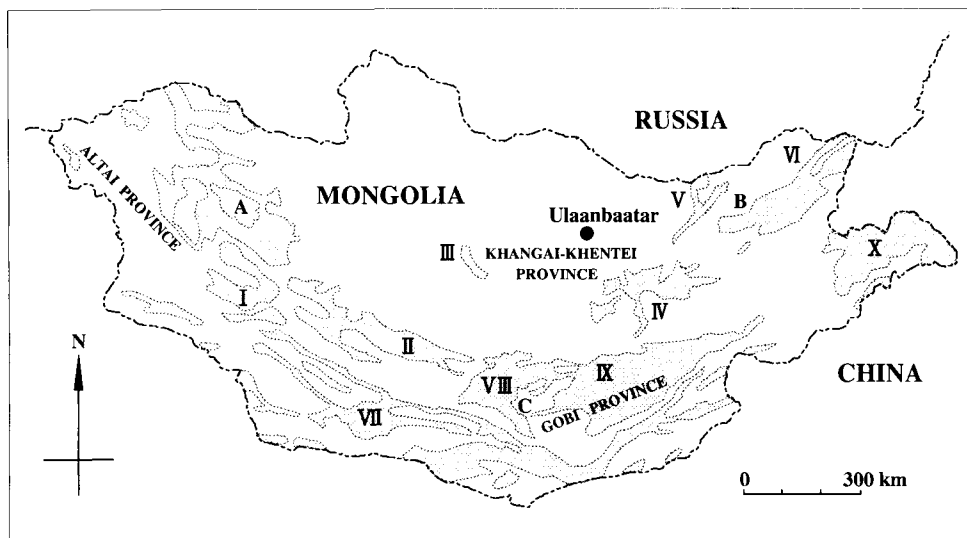 RUSSIA
VI
ALTAI PROVINCE
MONGOLIA
A
V
B
Ulaanbaatar
III
KHANGAI-KHENTEI
PROVINCE
X
I
IV
N
II
VIII
IX
C
GOBI PROVINCE
CHINA
VII
0 300 km